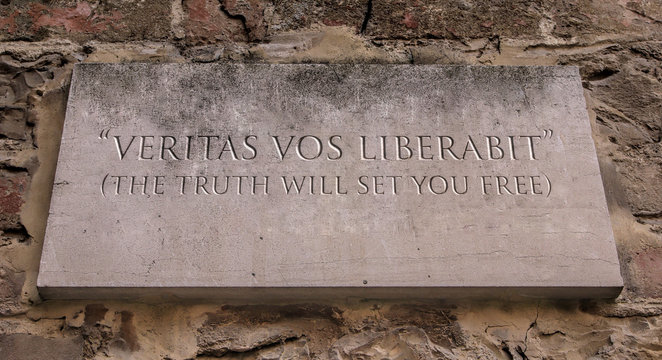 “VERITAS VOS LIBERABIT”
(THE TRUTH WILL SET YOU FREE)